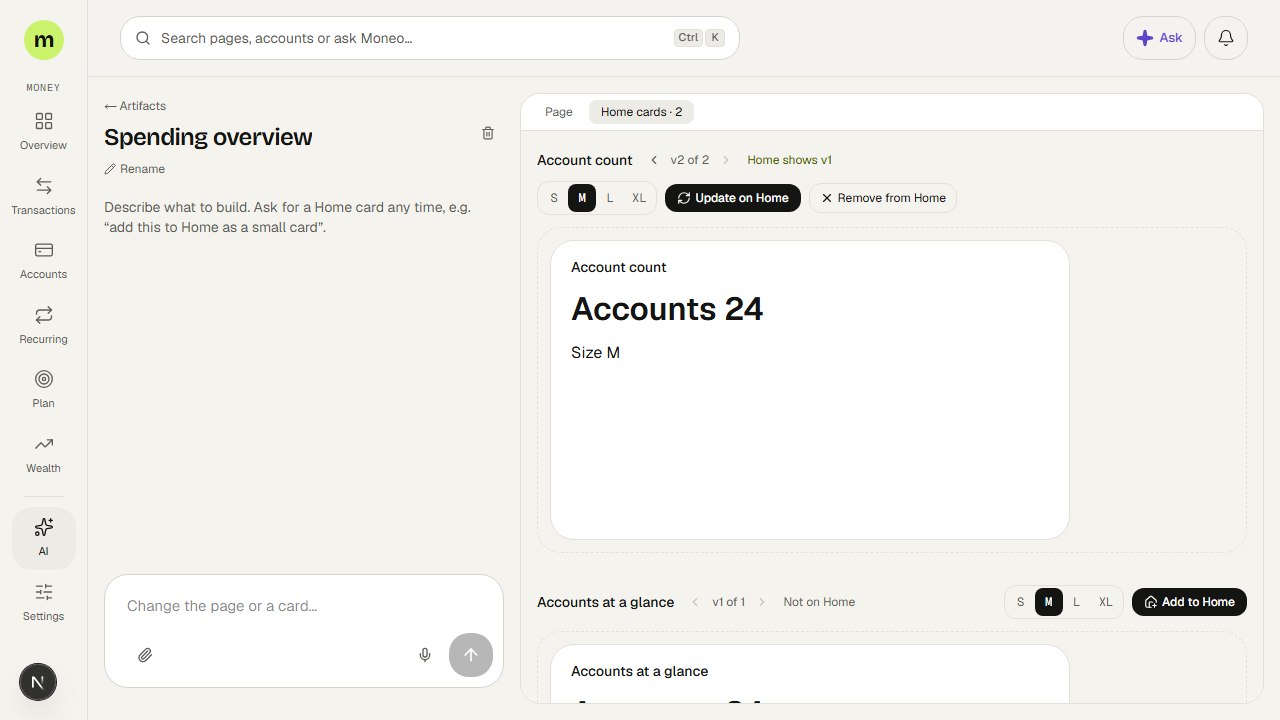 m
Search pages, accounts or ask Moneo...
Ctrl K
Ask
MONEY
Overview
Transactions
Accounts
Recurring
Plan
Wealth
AI
Settings
N
← Artifacts
Spending overview
Rename
Describe what to build. Ask for a Home card any time, e.g.
“add this to Home as a small card”.
Change the page or a card...
Page
Home cards · 2
Account count
v2 of 2
Home shows v1
S M L XL
Update on Home
Remove from Home
Account count
Accounts 24
Size M
Accounts at a glance
v1 of 1
Not on Home
S M L XL
Add to Home
Accounts at a glance